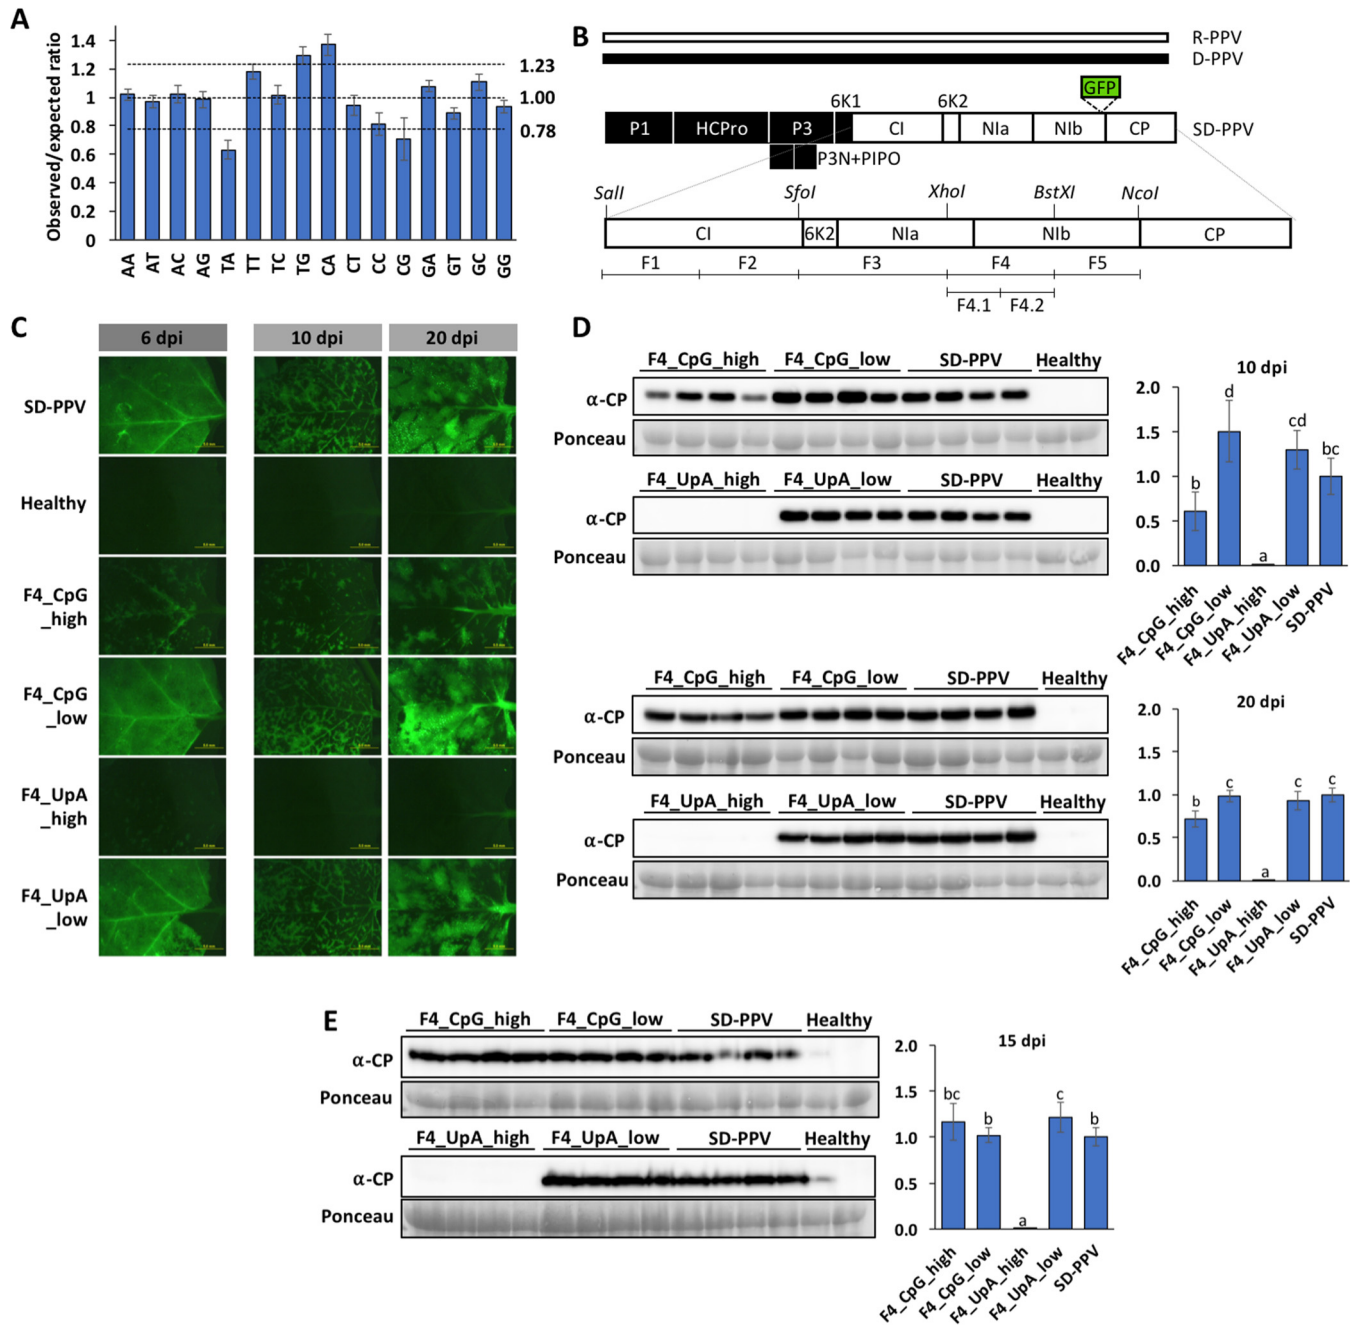 A
Observed/expected ratio
1.4
1.2
1
0.8
0.6
0.4
0.2
0
1.23
1.00
0.78
AA AT AC AG TA TT TC TG CA CT CC CG GA GT GC GG
B
R-PPV
D-PPV
GFP
6K1 6K2
P1 HCPro P3 CI NIa NIb CP SD-PPV
P3N+PIPO
SalI SfoI XhoI BstXI NcoI
CI 6K2 NIa NIb CP
F1 F2 F3 F4 F5
F4.1 F4.2
C
6 dpi 10 dpi 20 dpi
SD-PPV
Healthy
F4_CpG
_high
F4_CpG
_low
F4_UpA
_high
F4_UpA
_low
D
F4_CpG_high F4_CpG_low SD-PPV Healthy
α-CP
Ponceau
F4_UpA_high F4_UpA_low SD-PPV Healthy
α-CP
Ponceau
10 dpi
2.0
1.5
1.0
0.5
0.0
b d a cd bc
F4_CpG_high
F4_CpG_low
F4_UpA_high
F4_UpA_low
SD-PPV
F4_CpG_high F4_CpG_low SD-PPV Healthy
α-CP
Ponceau
F4_UpA_high F4_UpA_low SD-PPV Healthy
α-CP
Ponceau
20 dpi
2.0
1.5
1.0
0.5
0.0
b c a c c
F4_CpG_high
F4_CpG_low
F4_UpA_high
F4_UpA_low
SD-PPV
E
F4_CpG_high F4_CpG_low SD-PPV Healthy
α-CP
Ponceau
F4_UpA_high F4_UpA_low SD-PPV Healthy
α-CP
Ponceau
15 dpi
2.0
1.5
1.0
0.5
0.0
bc b a c b
F4_CpG_high
F4_CpG_low
F4_UpA_high
F4_UpA_low
SD-PPV